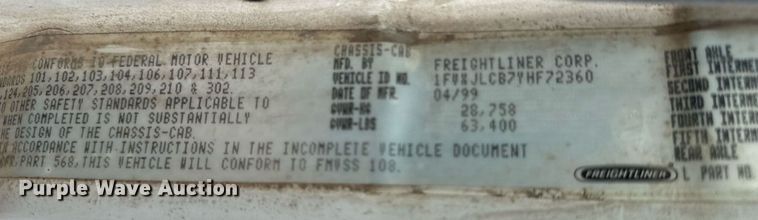 CONFORMS TO FEDERAL MOTOR VEHICLE
101,102,103,104,106,107,111,113
,124,205,206,207,208,209,210 & 302.
OTHER SAFETY STANDARDS APPLICABLE TO
WHEN COMPLETED IS NOT SUBSTANTIALLY
THE DESIGN OF THE CHASSIS-CAB.
ACCORDANCE WITH INSTRUCTIONS IN THE INCOMPLETE VEHICLE DOCUMENT
PART 568, THIS VEHICLE WILL CONFORM TO FMVSS 108.
CHASSIS-CAB
MFD. BY FREIGHTLINER CORP.
VEHICLE ID NO. 1FVXJLCB7YHF72360
DATE OF MFR. 04/99
GVWR-KG 28,758
GVWR-LBS 63,400
FREIGHTLINER
FRONT AXLE
FIRST INTERM
SECOND INTERM
THIRD INTERM
FOURTH INTERM
FIFTH INTERM
REAR AXLE
L PART NO.
Purple Wave Auction